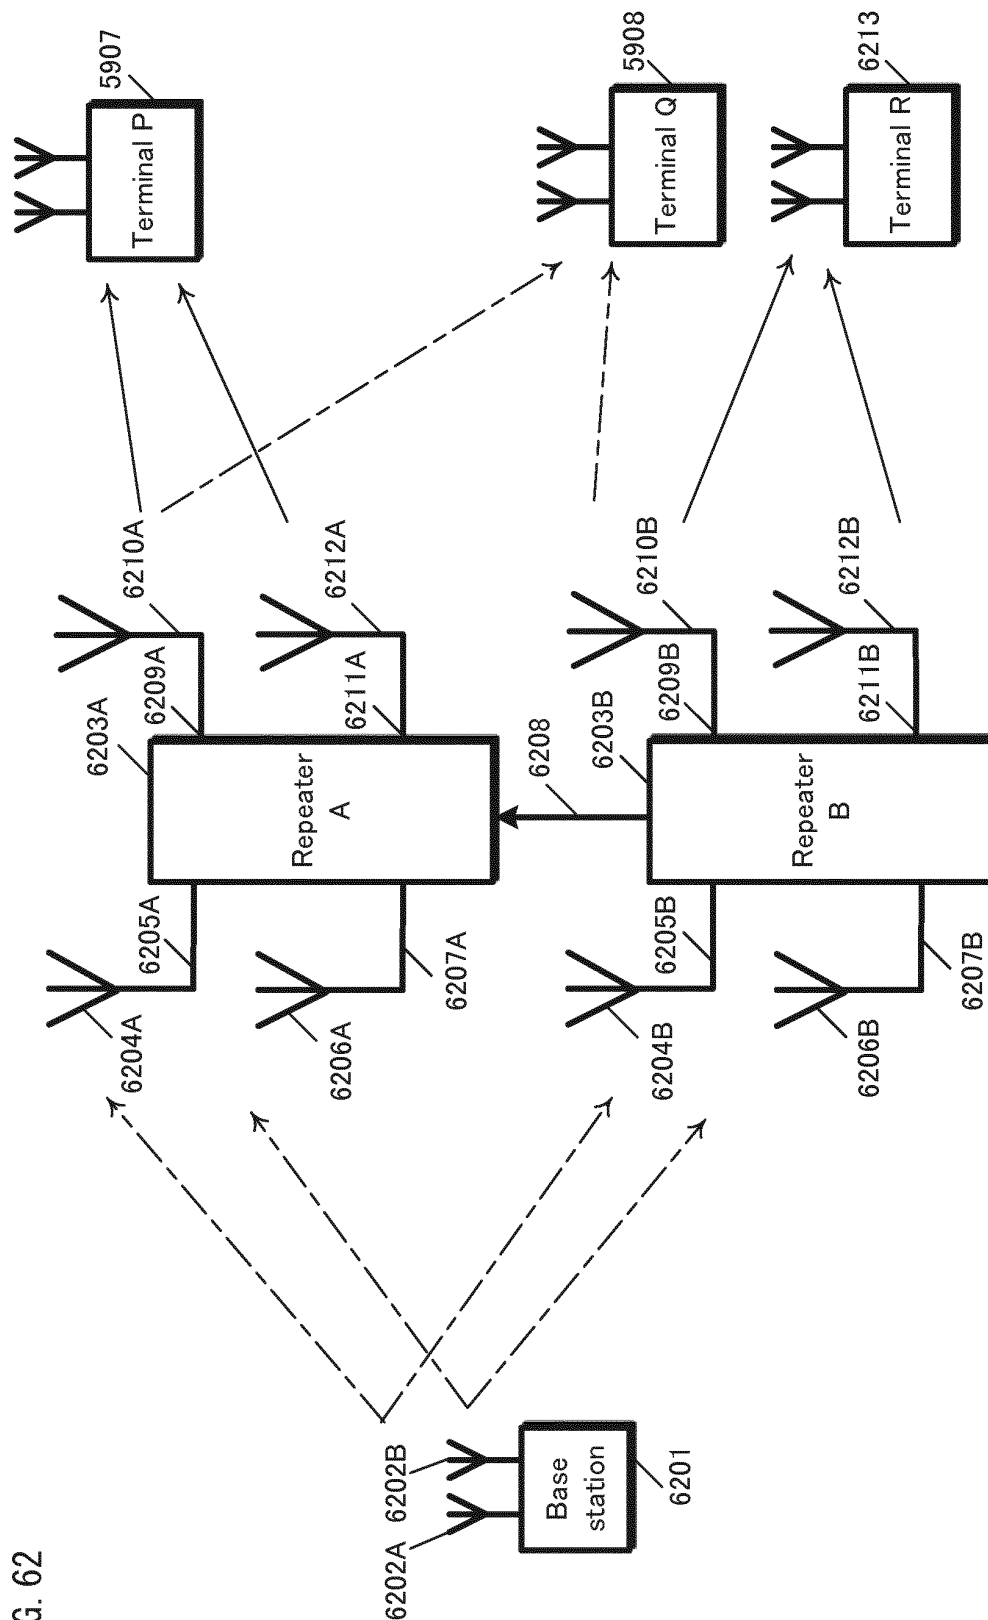 G. 62
6202A
6202B
Base
station
6201
6204A
6205A
6203A
6209A
6210A
Repeater
A
6206A
6207A
6211A
6212A
6208
6204B
6205B
6203B
6209B
6210B
Repeater
B
6206B
6207B
6211B
6212B
5907
Terminal P
5908
Terminal Q
6213
Terminal R